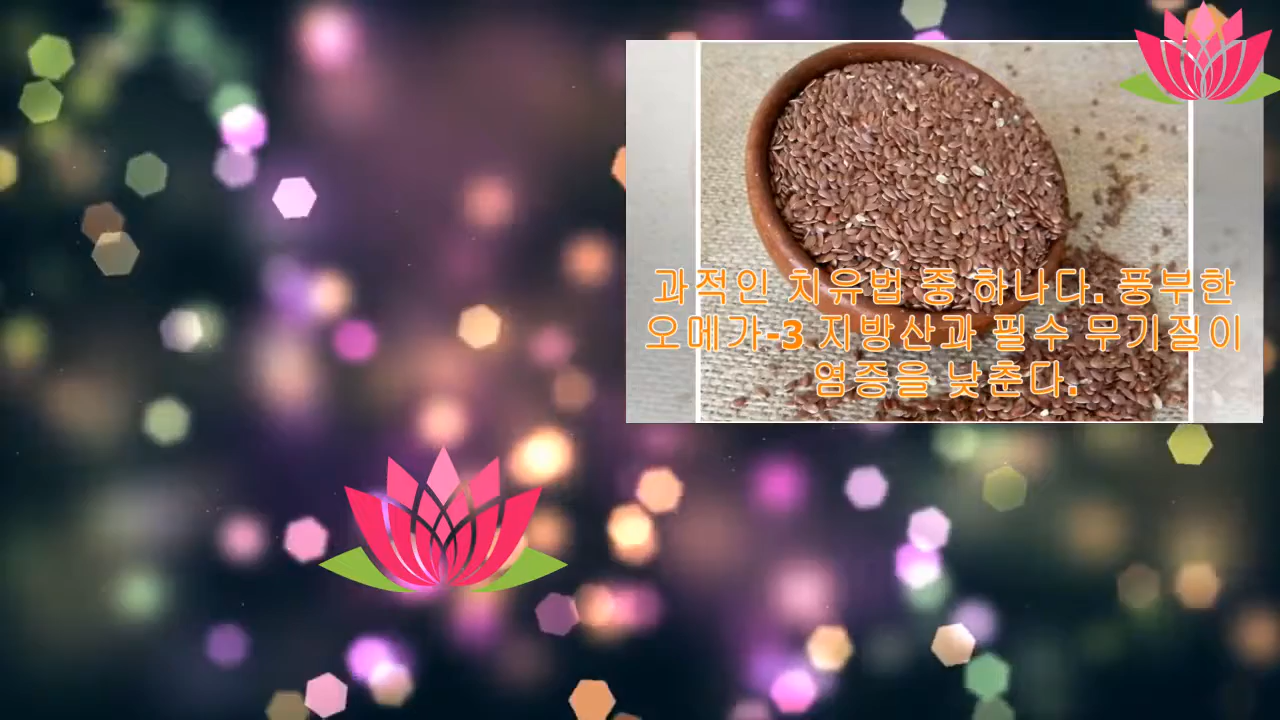 과적인 치유법 중 하나다. 풍부한
오메가-3 지방산과 필수 무기질이
염증을 낮춘다.